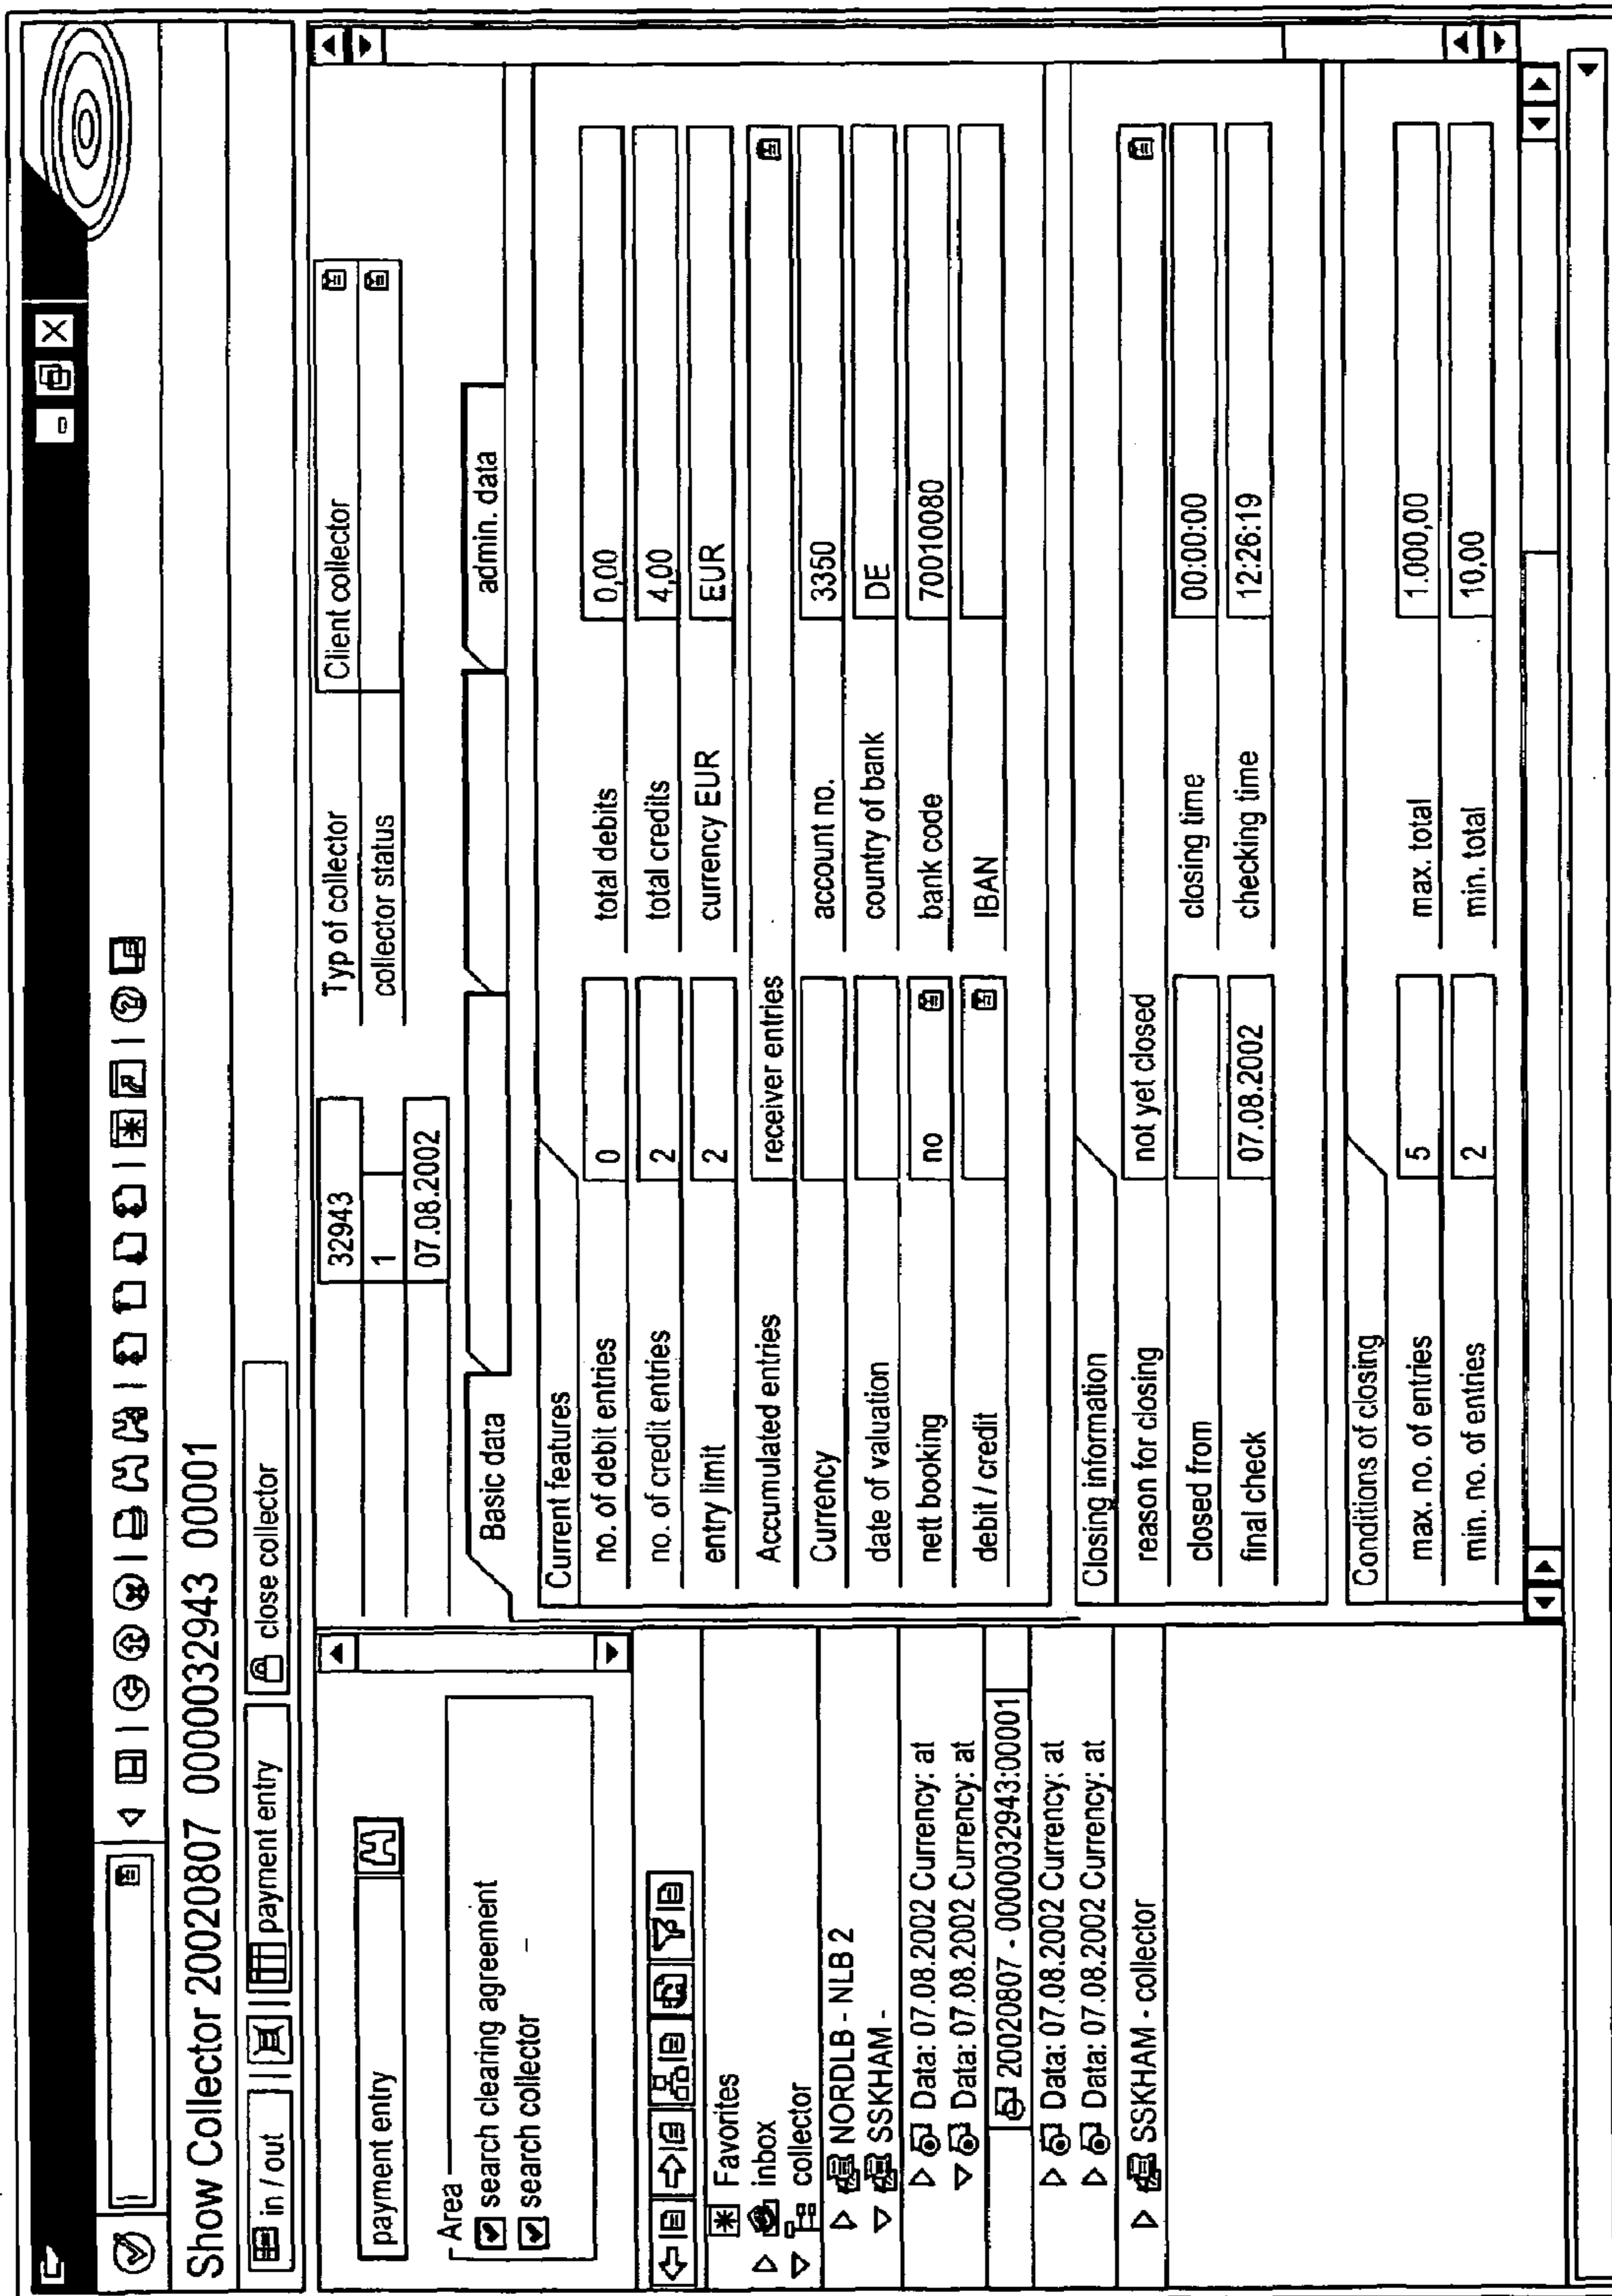 Show Collector 20020807 0000032943 00001
in / out payment entry close collector
payment entry
Area
search clearing agreement
search collector
Favorites
inbox
collector
NORDLB - NLB 2
SSKHAM -
Data: 07.08.2002 Currency: at
Data: 07.08.2002 Currency: at
20020807 - 0000032943:00001
Data: 07.08.2002 Currency: at
Data: 07.08.2002 Currency: at
SSKHAM - collector
32943 Typ of collector Client collector
1 collector status
07.08.2002
Basic data admin. data
Current features
no. of debit entries 0 total debits 0,00
no. of credit entries 2 total credits 4,00
entry limit 2 currency EUR EUR
Accumulated entries receiver entries
Currency account no. 3350
date of valuation country of bank DE
nett booking no bank code 70010080
debit / credit IBAN
Closing information
reason for closing not yet closed
closed from closing time 00:00:00
final check 07.08.2002 checking time 12:26:19
Conditions of closing
max. no. of entries 5 max. total 1.000,00
min. no. of entries 2 min. total 10,00